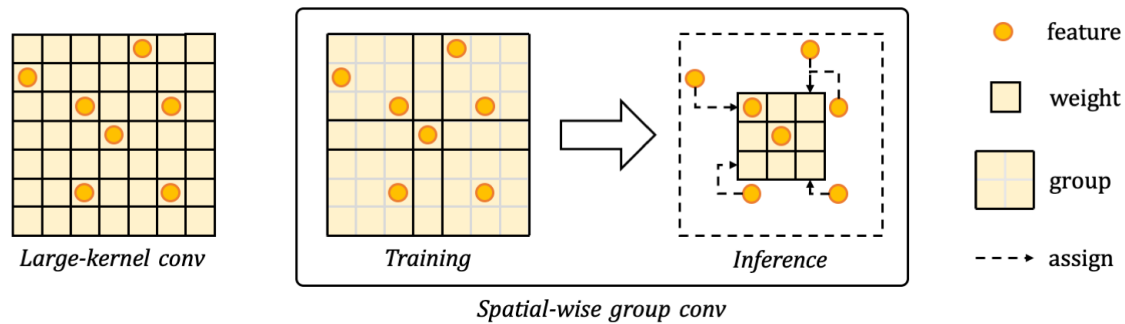 feature
weight
group
assign
Large-kernel conv
Training
Inference
Spatial-wise group conv